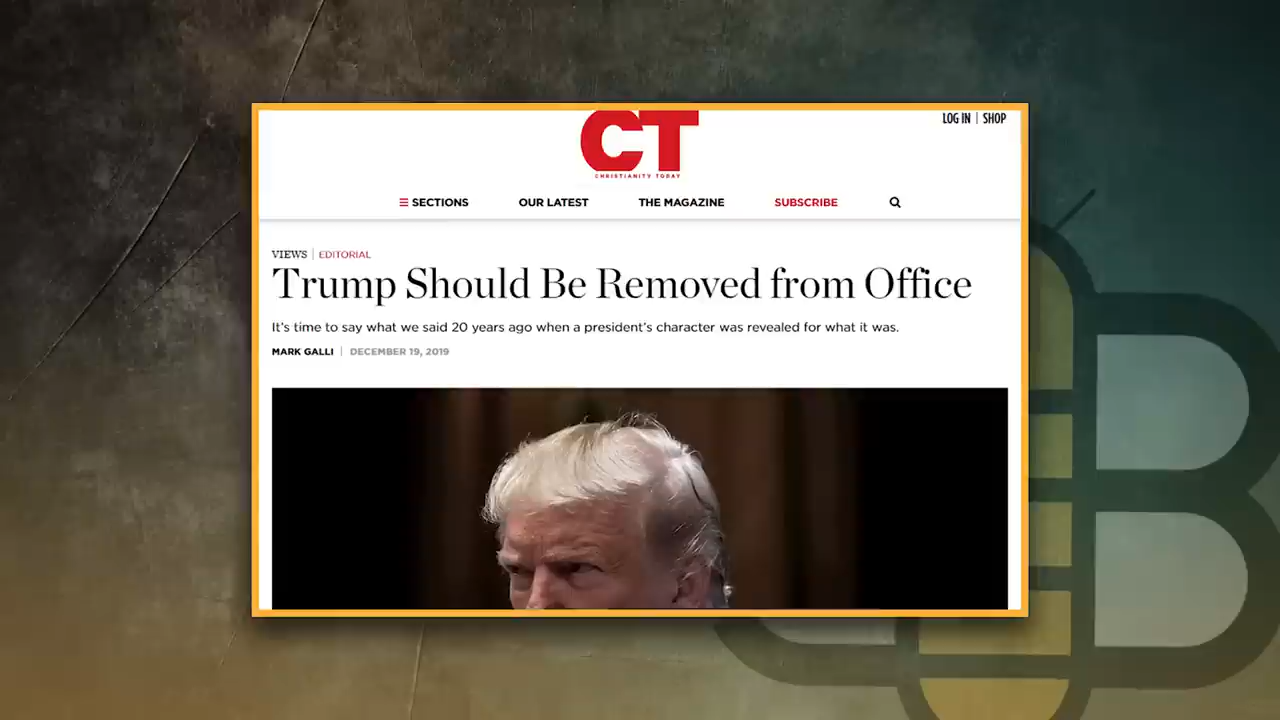 CT
CHRISTIANITY TODAY
LOG IN | SHOP
SECTIONS OUR LATEST THE MAGAZINE SUBSCRIBE
VIEWS | EDITORIAL
Trump Should Be Removed from Office
It's time to say what we said 20 years ago when a president's character was revealed for what it was.
MARK GALLI | DECEMBER 19, 2019